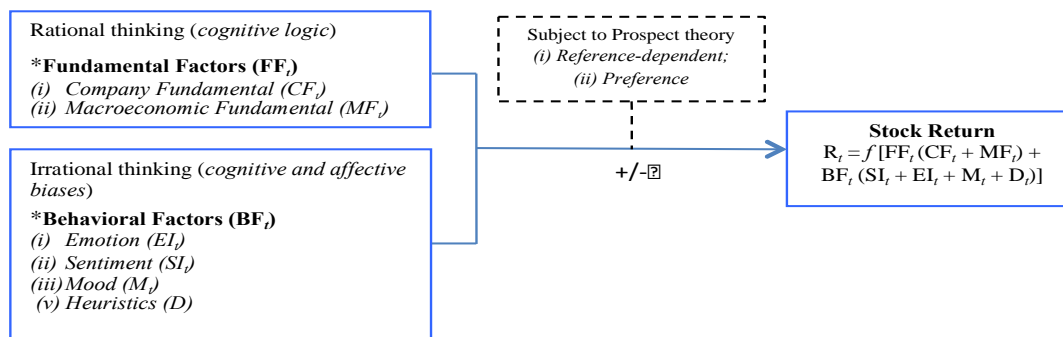 Rational thinking (cognitive logic)
*Fundamental Factors (FFt)
(i) Company Fundamental (CFt)
(ii) Macroeconomic Fundamental (MFt)
Irrational thinking (cognitive and affective
biases)
*Behavioral Factors (BFt)
(i) Emotion (EIt)
(ii) Sentiment (SIt)
(iii) Mood (Mt)
(v) Heuristics (D)
Subject to Prospect theory
(i) Reference-dependent;
(ii) Preference
+/-
Stock Return
Rt = f [FFt (CFt + MFt) +
BFt (SIt + EIt + Mt + Dt)]